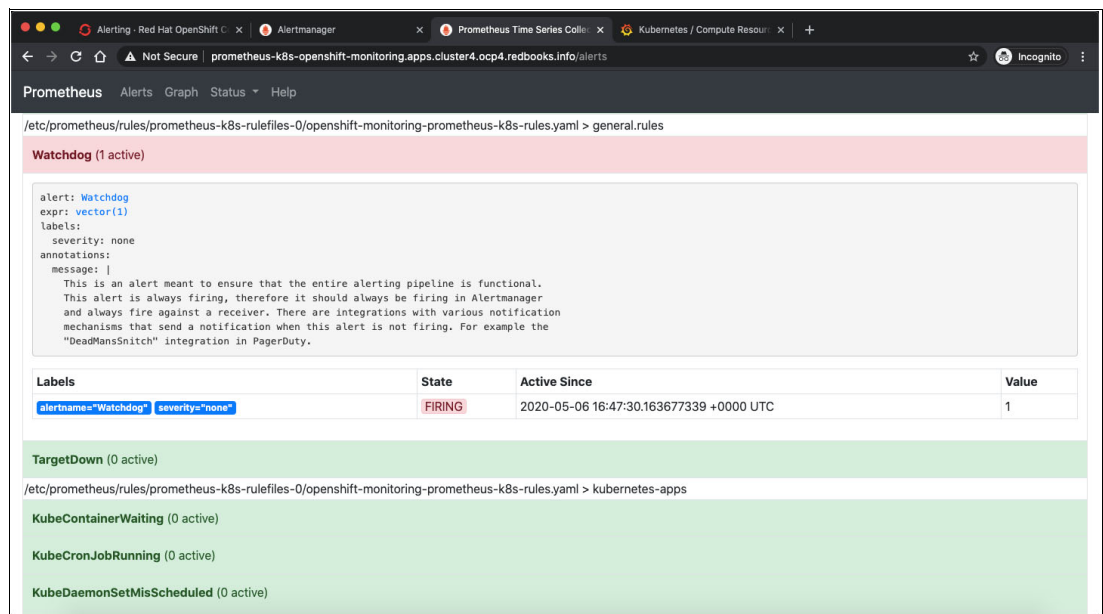 Alerting · Red Hat OpenShift C
Alertmanager
Prometheus Time Series Collec
Kubernetes / Compute Resourc
Not Secure
prometheus-k8s-openshift-monitoring.apps.cluster4.ocp4.redbooks.info/alerts
Incognito
Prometheus Alerts Graph Status Help
/etc/prometheus/rules/prometheus-k8s-rulefiles-0/openshift-monitoring-prometheus-k8s-rules.yaml > general.rules
Watchdog (1 active)
alert: Watchdog
expr: vector(1)
labels:
  severity: none
annotations:
  message: |
    This is an alert meant to ensure that the entire alerting pipeline is functional.
    This alert is always firing, therefore it should always be firing in Alertmanager
    and always fire against a receiver. There are integrations with various notification
    mechanisms that send a notification when this alert is not firing. For example the
    "DeadMansSnitch" integration in PagerDuty.
Labels State Active Since Value
alertname="Watchdog" severity="none" FIRING 2020-05-06 16:47:30.163677339 +0000 UTC 1
TargetDown (0 active)
/etc/prometheus/rules/prometheus-k8s-rulefiles-0/openshift-monitoring-prometheus-k8s-rules.yaml > kubernetes-apps
KubeContainerWaiting (0 active)
KubeCronJobRunning (0 active)
KubeDaemonSetMisScheduled (0 active)